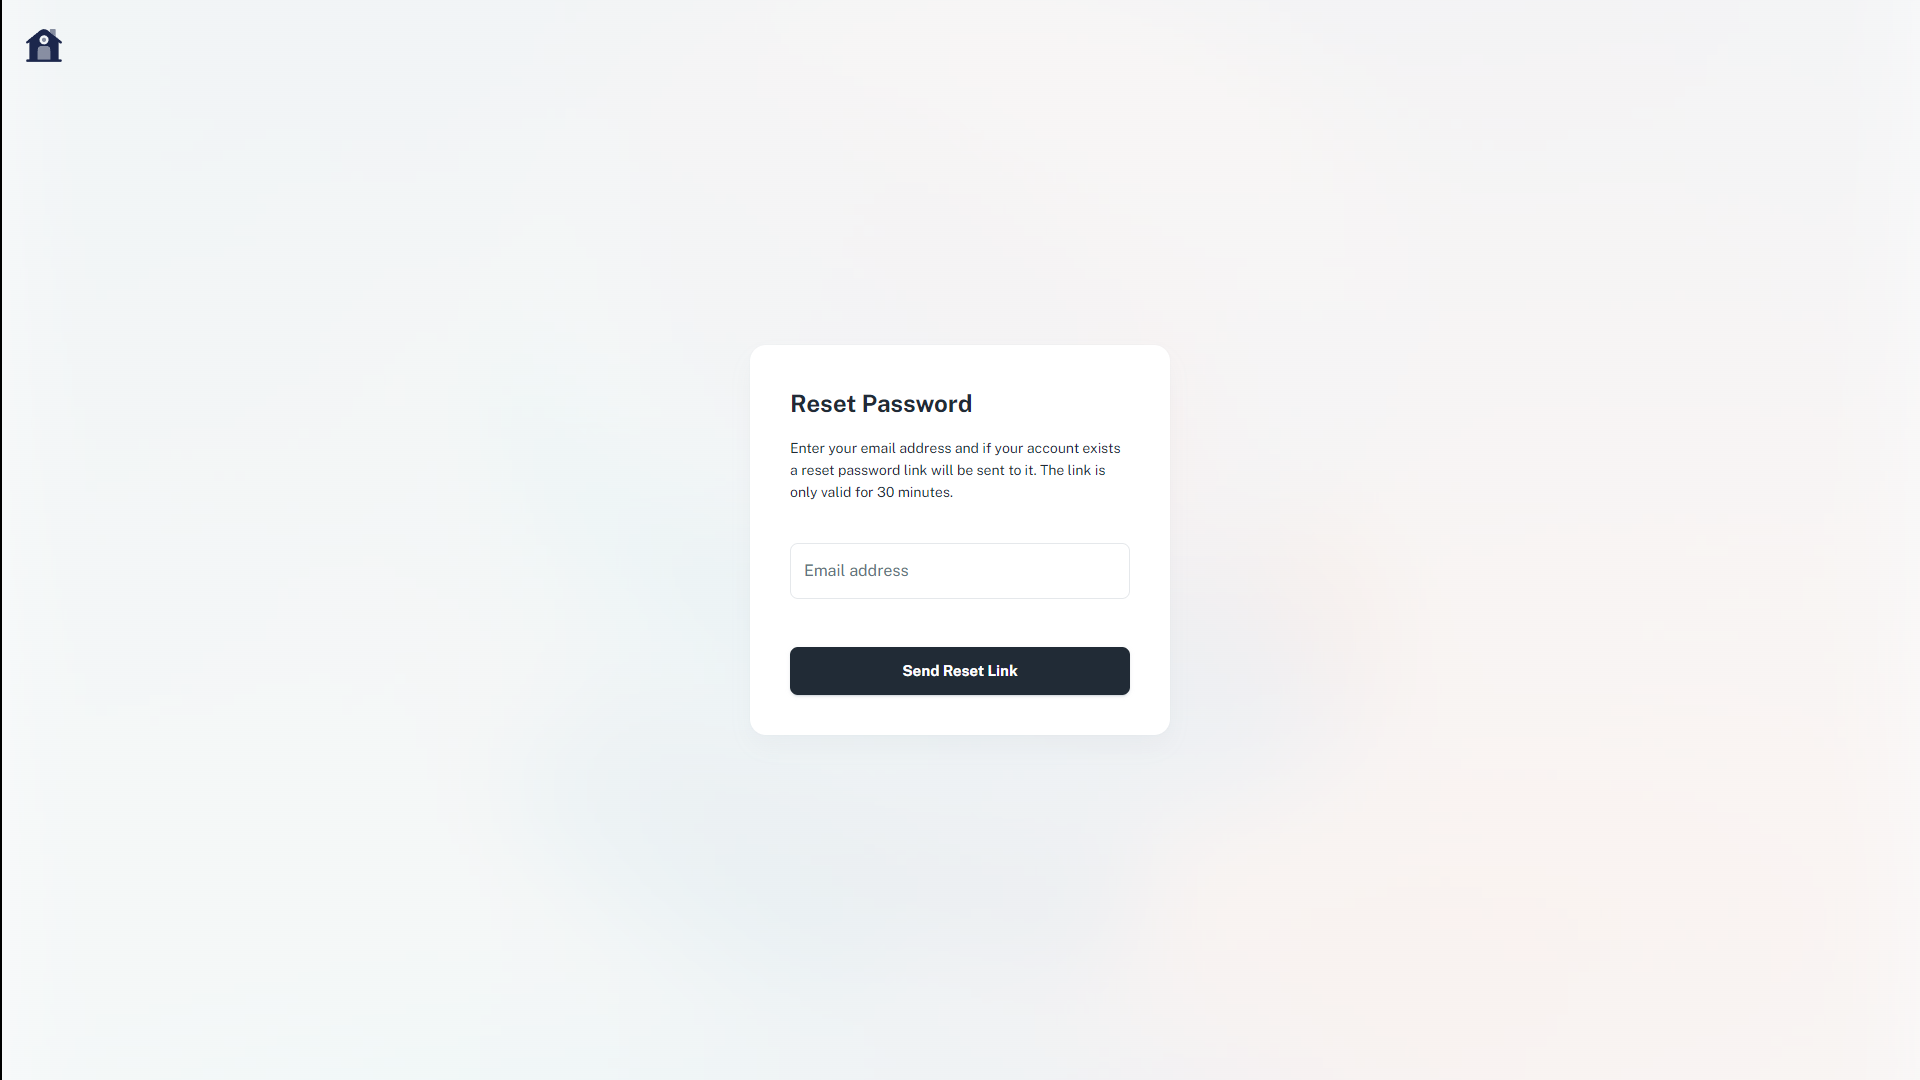 Reset Password
Enter your email address and if your account exists
a reset password link will be sent to it. The link is
only valid for 30 minutes.
Email address
Send Reset Link